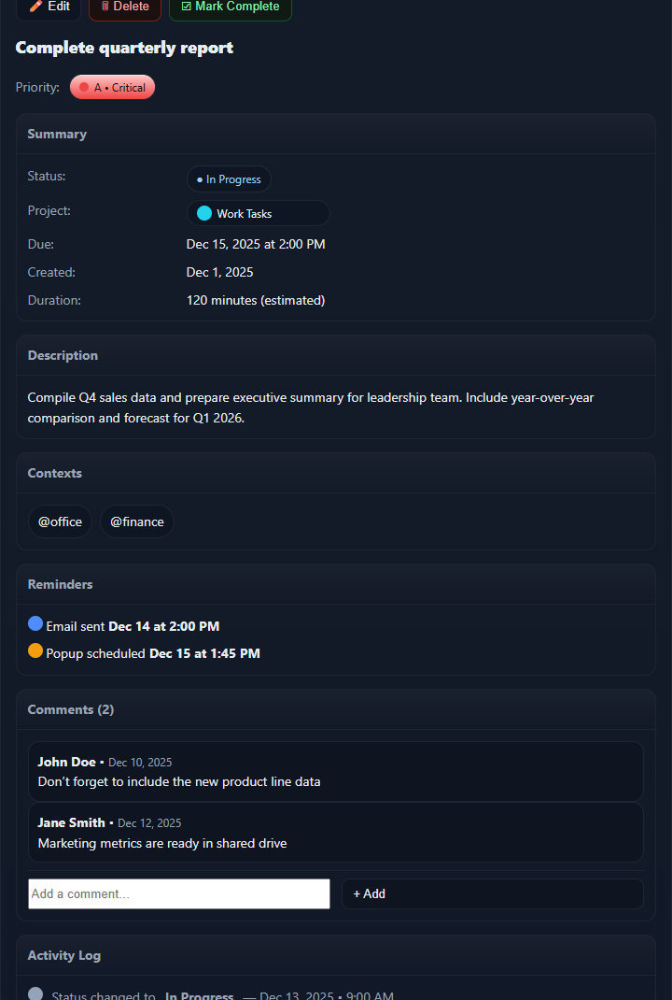 Edit
Delete
Mark Complete
Complete quarterly report
Priority: A • Critical
Summary
Status: • In Progress
Project: Work Tasks
Due: Dec 15, 2025 at 2:00 PM
Created: Dec 1, 2025
Duration: 120 minutes (estimated)
Description
Compile Q4 sales data and prepare executive summary for leadership team. Include year-over-year
comparison and forecast for Q1 2026.
Contexts
@office @finance
Reminders
Email sent Dec 14 at 2:00 PM
Popup scheduled Dec 15 at 1:45 PM
Comments (2)
John Doe • Dec 10, 2025
Don’t forget to include the new product line data
Jane Smith • Dec 12, 2025
Marketing metrics are ready in shared drive
Add a comment...
+ Add
Activity Log
Status changed to In Progress — Dec 13, 2025 • 9:00 AM